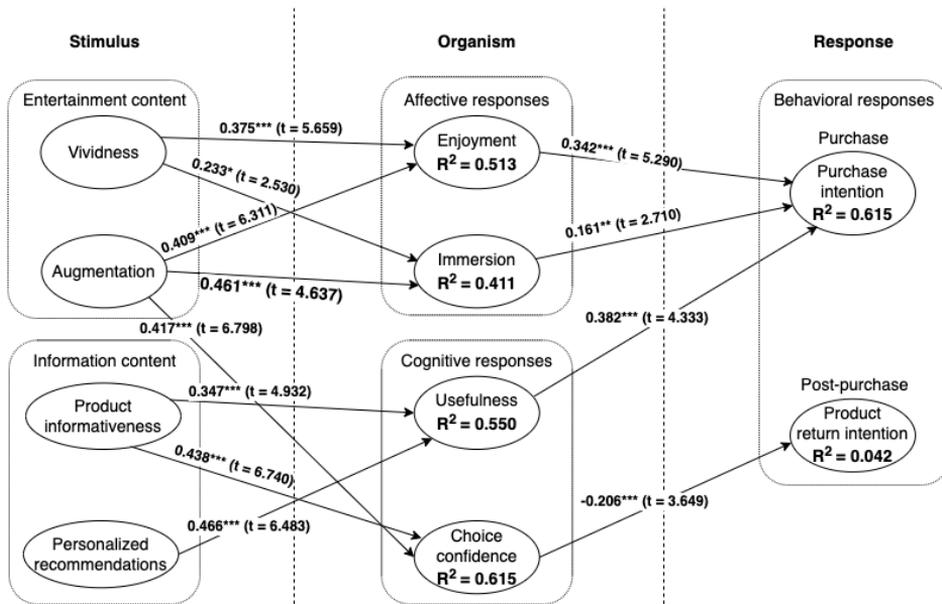 Stimulus
Organism
Response
Entertainment content
Affective responses
Behavioral responses
Vividness
0.375*** (t = 5.659)
Enjoyment
R² = 0.513
0.342*** (t = 5.290)
Purchase
Purchase
intention
R² = 0.615
0.233* (t = 2.530)
0.409*** (t = 6.311)
0.161** (t = 2.710)
Augmentation
0.461*** (t = 4.637)
Immersion
R² = 0.411
0.417*** (t = 6.798)
0.382*** (t = 4.333)
Information content
Cognitive responses
Product
informativeness
0.347*** (t = 4.932)
Usefulness
R² = 0.550
Post-purchase
Product
return intention
R² = 0.042
0.438*** (t = 6.740)
-0.206*** (t = 3.649)
0.466*** (t = 6.483)
Personalized
recommendations
Choice
confidence
R² = 0.615